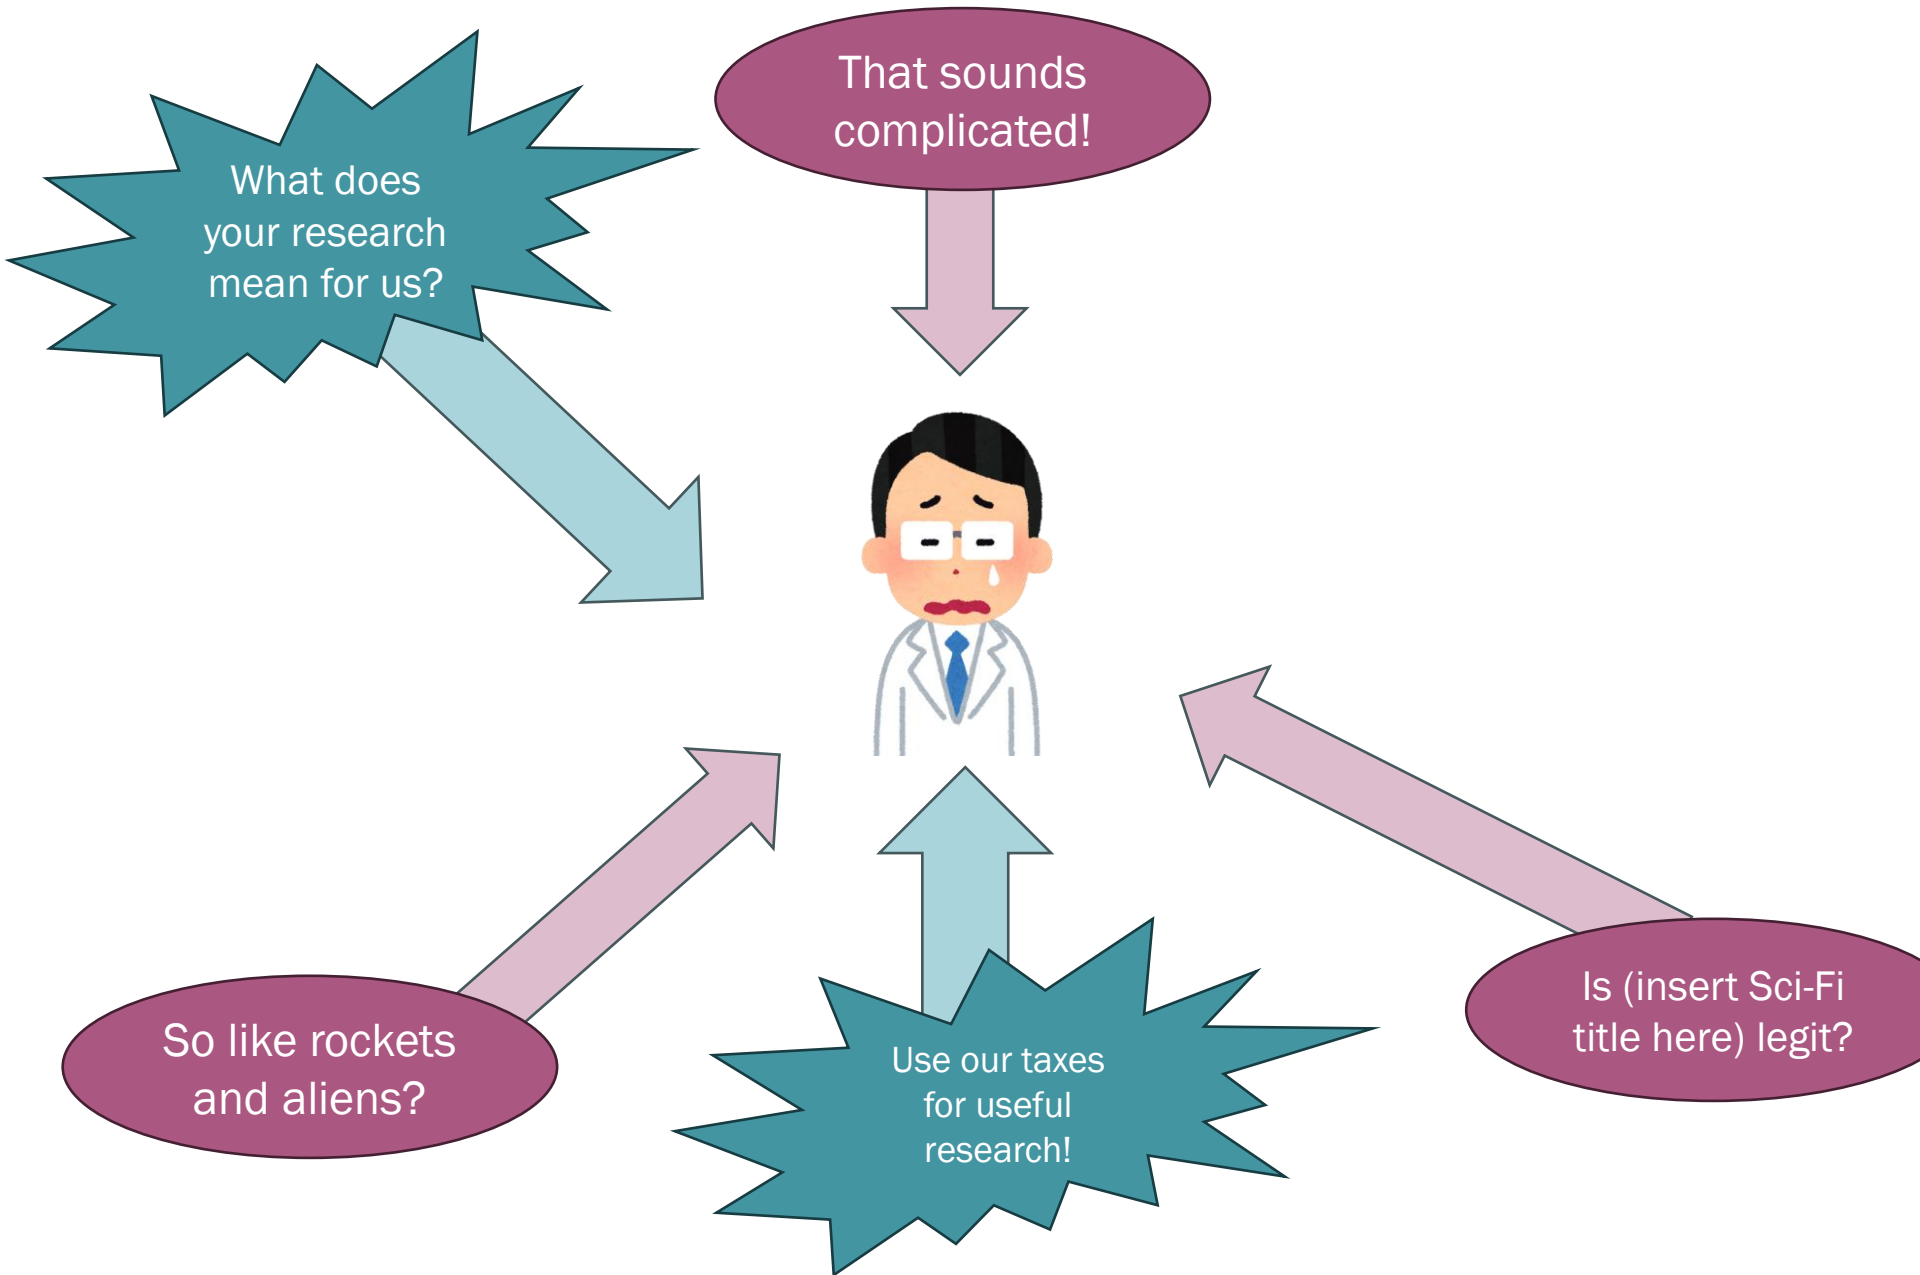 That sounds
complicated!
What does
your research
mean for us?
Is (insert Sci-Fi
title here) legit?
So like rockets
and aliens?
Use our taxes
for useful
research!